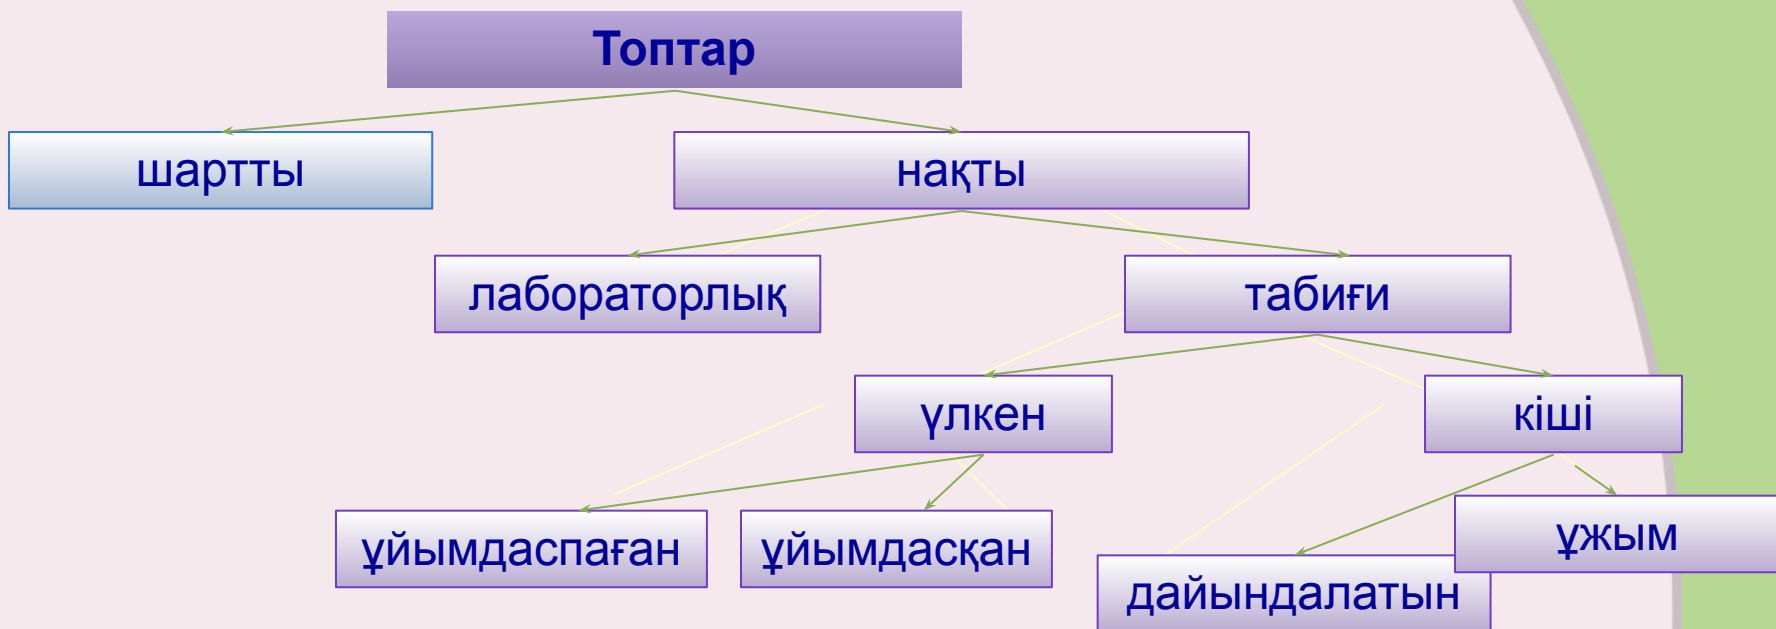 Топтар
шартты
нақты
лабораторлық
табиғи
үлкен
кіші
ұйымдаспаған
ұйымдасқан
ұжым
дайындалатын